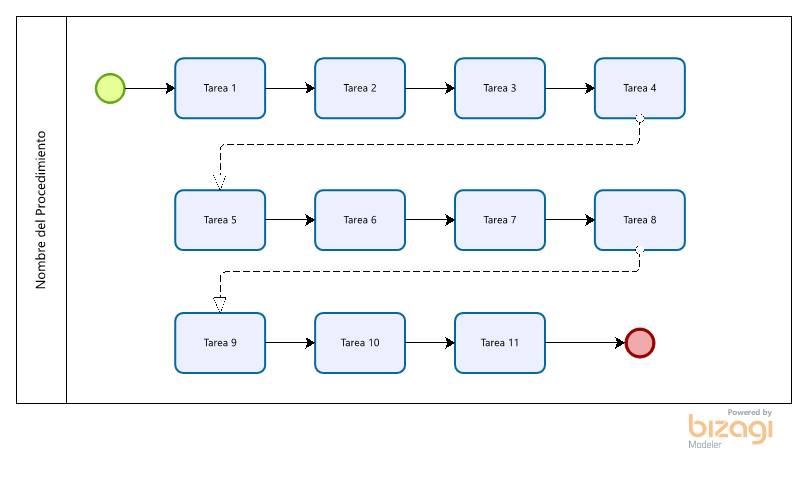 Nombre del Procedimiento
Tarea 1
Tarea 2
Tarea 3
Tarea 4
Tarea 5
Tarea 6
Tarea 7
Tarea 8
Tarea 9
Tarea 10
Tarea 11
Powered by
bizagi
Modeler